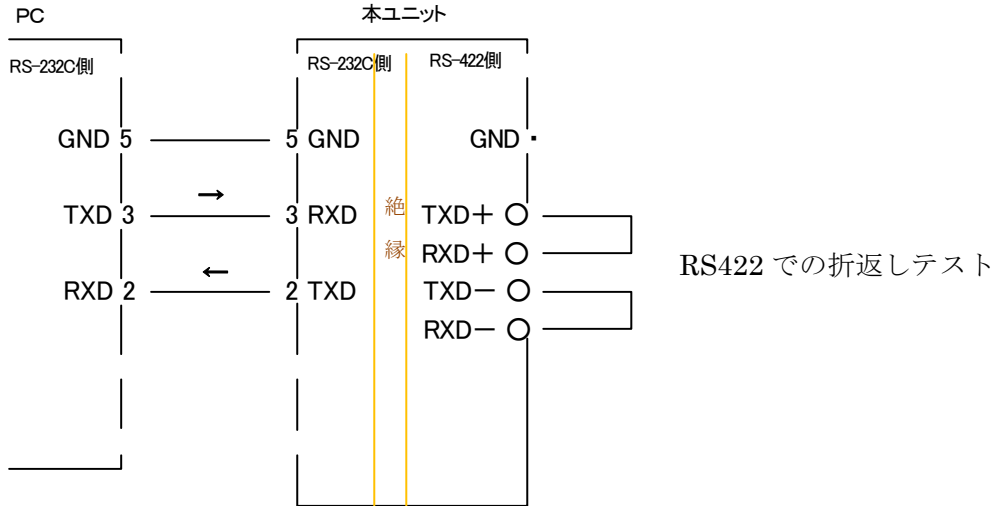 PC
本ユニット
RS-232C側
RS-232C側
RS-422側
GND 5
5 GND
GND
→
TXD 3
3 RXD
絶縁
TXD+
RXD+
←
RXD 2
2 TXD
TXD−
RXD−
RS422 での折返しテスト